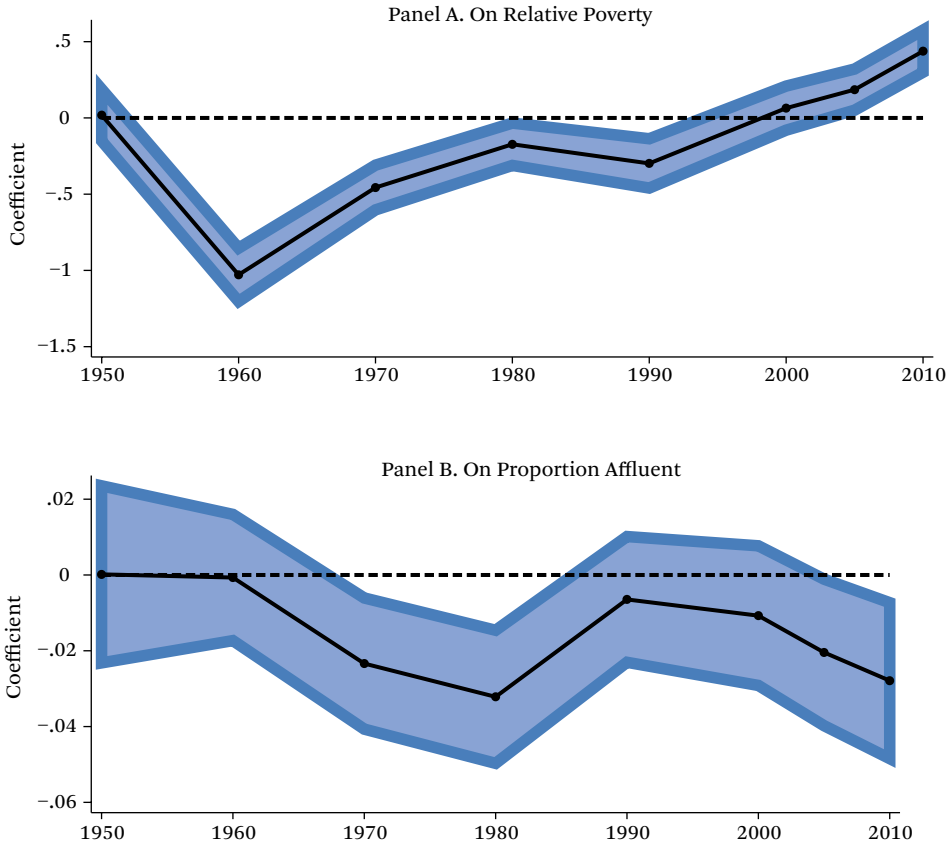 Panel A. On Relative Poverty
.5
0
−.5
−1
−1.5
Coefficient
1950 1960 1970 1980 1990 2000 2010
Panel B. On Proportion Affluent
.02
0
−.02
−.04
−.06
Coefficient
1950 1960 1970 1980 1990 2000 2010